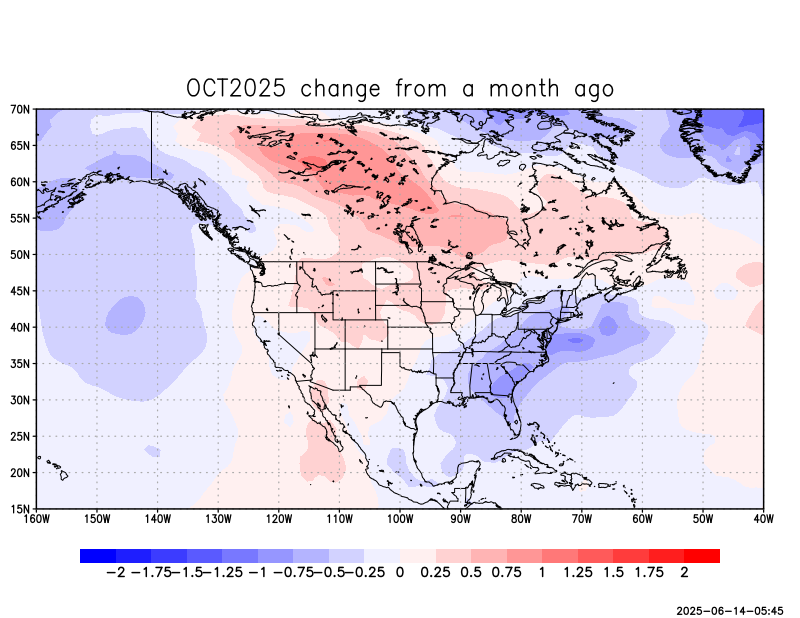 OCT2025 change from a month ago
70N
65N
60N
55N
50N
45N
40N
35N
30N
25N
20N
15N
160W 150W 140W 130W 120W 110W 100W 90W 80W 70W 60W 50W 40W
−2 −1.75−1.5−1.25 −1 −0.75−0.5−0.25 0 0.25 0.5 0.75 1 1.25 1.5 1.75 2
2025−06−14−05:45